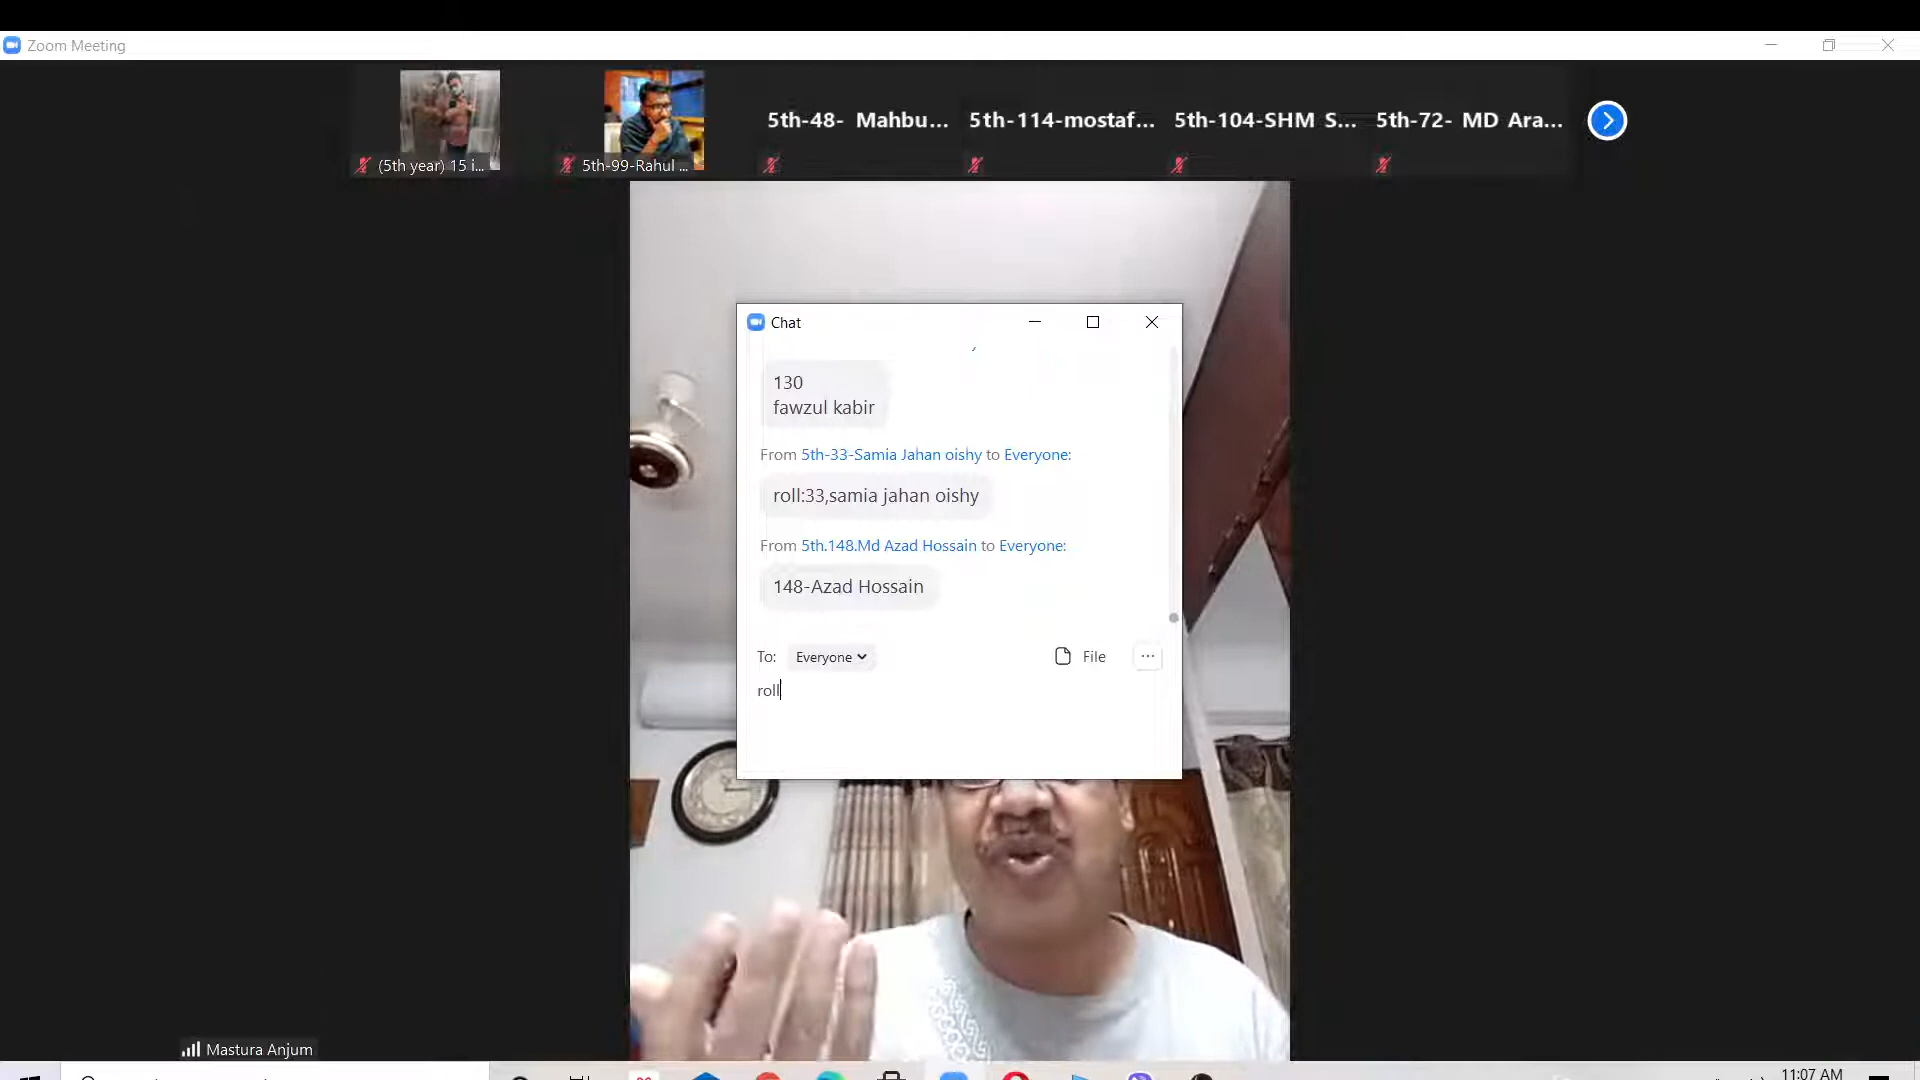 Zoom Meeting
(5th year) 15 i...
5th-99-Rahul ...
5th-48- Mahbu...
5th-114-mostaf...
5th-104-SHM S...
5th-72- MD Ara...
Chat
130
fawzul kabir
From 5th-33-Samia Jahan oishy to Everyone:
roll:33,samia jahan oishy
From 5th.148.Md Azad Hossain to Everyone:
148-Azad Hossain
To: Everyone
File
roll
Mastura Anjum
11:07 AM